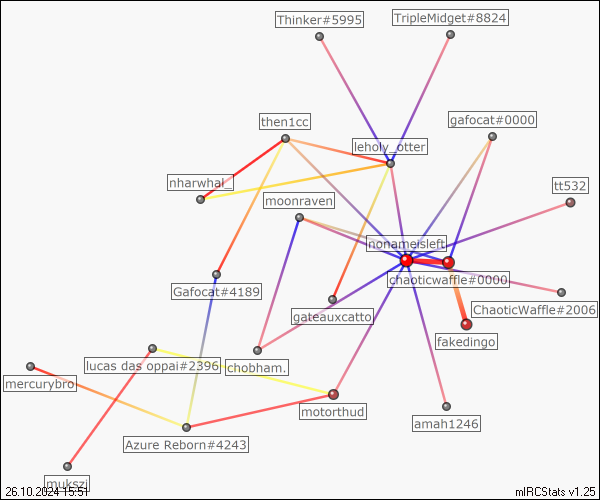 Thinker#5995
TripleMidget#8824
then1cc
gafocat#0000
leholy_otter
nharwhal_
tt532
moonraven
nonameisleft
chaoticwaffle#0000
Gafocat#4189
ChaoticWaffle#2006
gateauxcatto
fakedingo
lucas das oppai#2396
chobham.
mercurybro
motorthud
amah1246
Azure Reborn#4243
mukszi
26.10.2024 15:51
mIRCStats v1.25